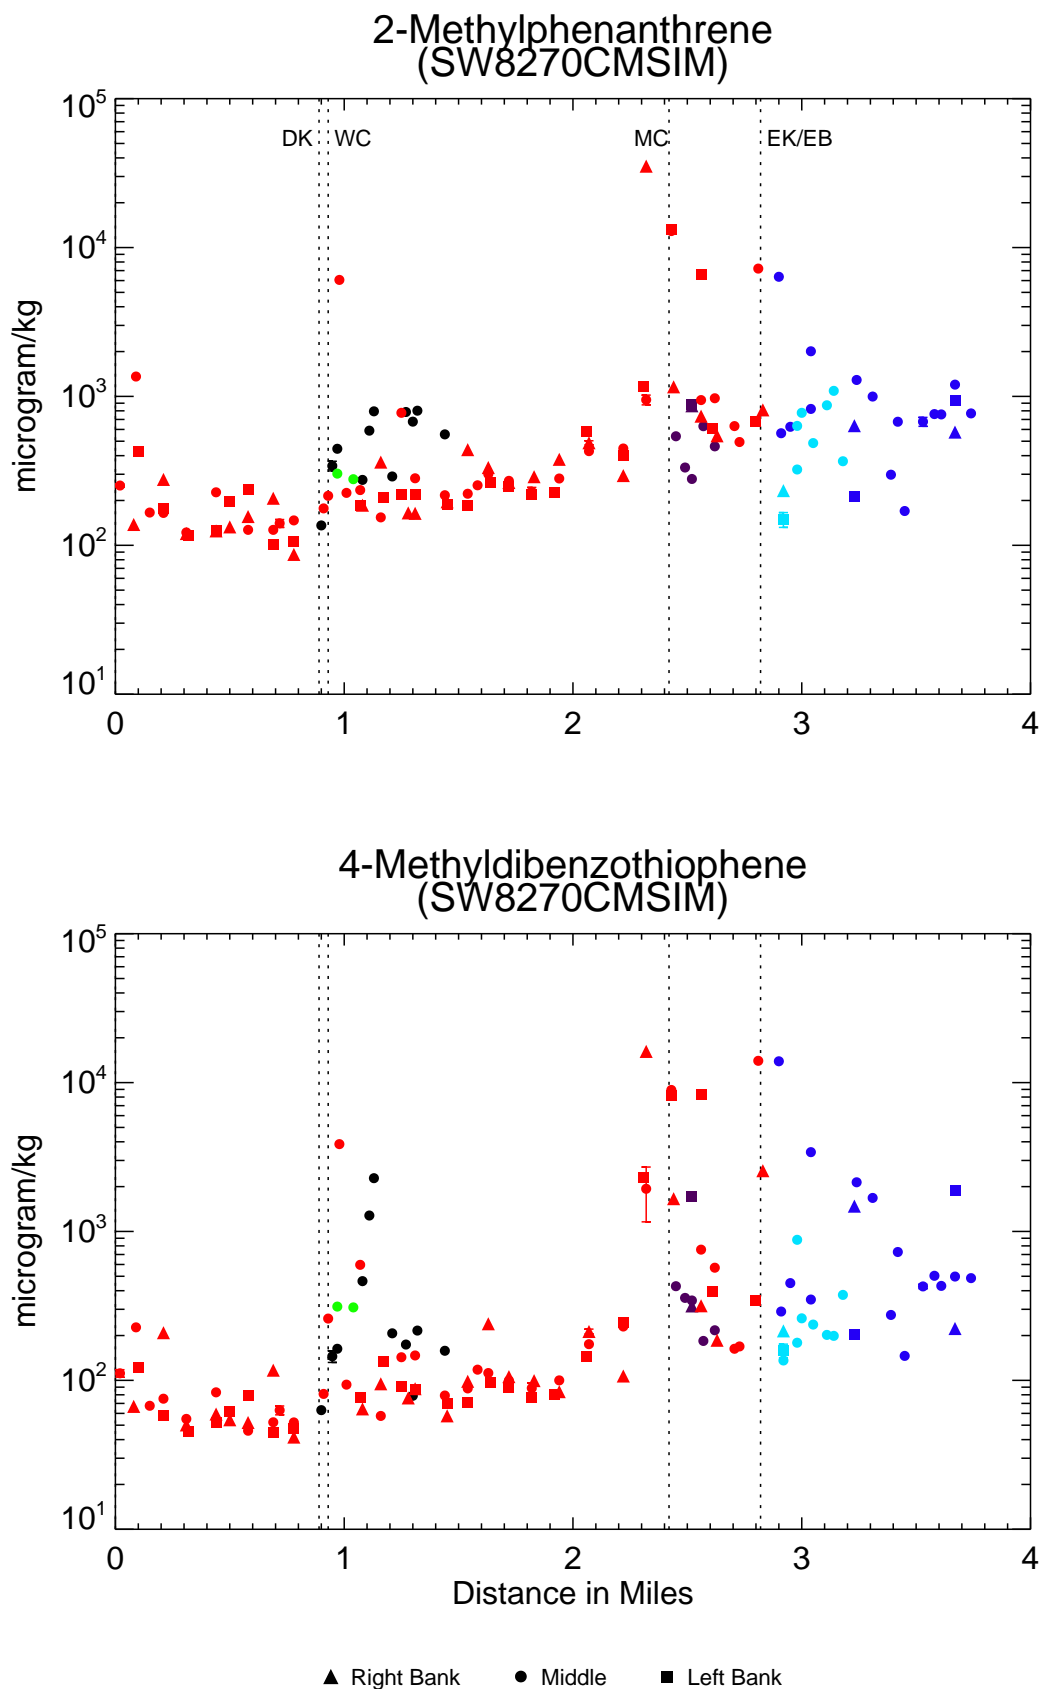 2-Methylphenanthrene
(SW8270CMSIM)
10^5
DK WC MC EK/EB
10^4
microgram/kg
10^3
10^2
10^1
0 1 2 3 4
4-Methyldibenzothiophene
(SW8270CMSIM)
10^5
10^4
microgram/kg
10^3
10^2
10^1
0 1 2 3 4
Distance in Miles
Right Bank Middle Left Bank